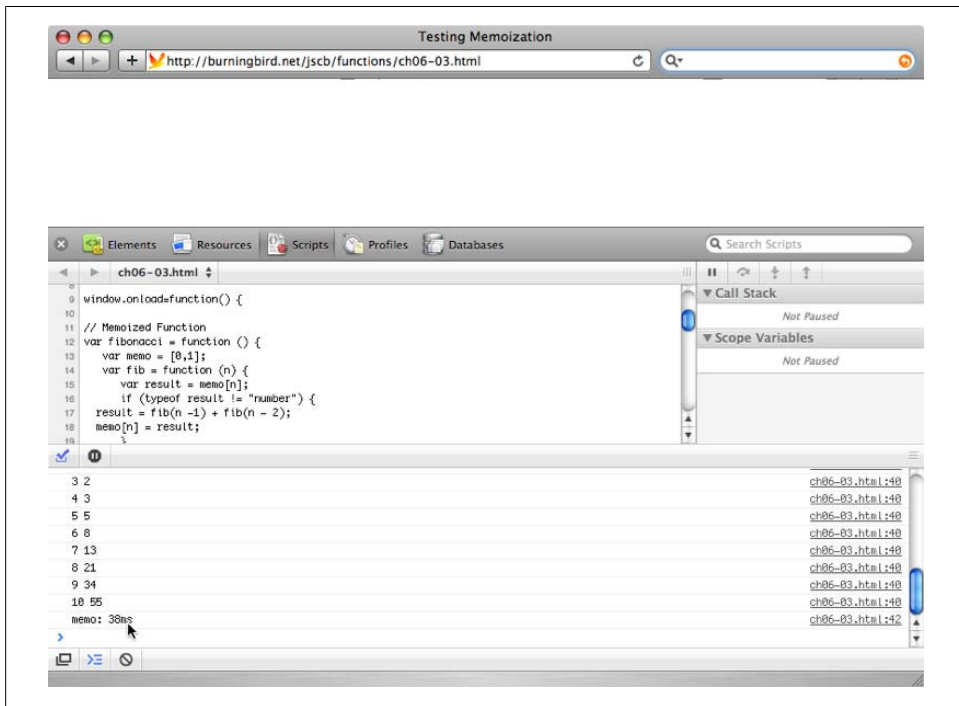 Testing Memoization
http://burningbird.net/jscb/functions/ch06-03.html
Elements Resources Scripts Profiles Databases Search Scripts
ch06-03.html
8
9 window.onload=function() {
10
11 // Memoized Function
12 var fibonacci = function () {
13 var memo = [0,1];
14 var fib = function (n) {
15 var result = memo[n];
16 if (typeof result != "number") {
17 result = fib(n -1) + fib(n - 2);
18 memo[n] = result;
19 }
Call Stack
Not Paused
Scope Variables
Not Paused
3 2 ch06-03.html:40
4 3 ch06-03.html:40
5 5 ch06-03.html:40
6 8 ch06-03.html:40
7 13 ch06-03.html:40
8 21 ch06-03.html:40
9 34 ch06-03.html:40
10 55 ch06-03.html:40
memo: 38ms ch06-03.html:42
>